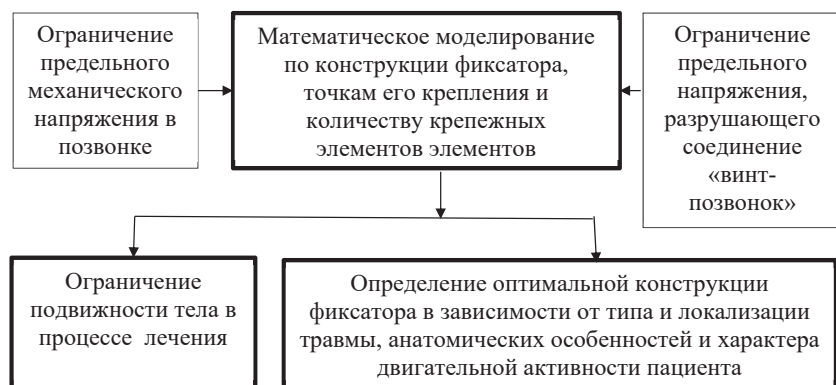 Ограничение
предельного
механического
напряжения в
позвонке
Математическое моделирование
по конструкции фиксатора,
точкам его крепления и
количеству крепежных
элементов элементов
Ограничение
предельного
напряжения,
разрушающего
соединение
«винт-
позвонок»
Ограничение
подвижности тела в
процессе лечения
Определение оптимальной конструкции
фиксатора в зависимости от типа и локализации
травмы, анатомических особенностей и характера
двигательной активности пациента